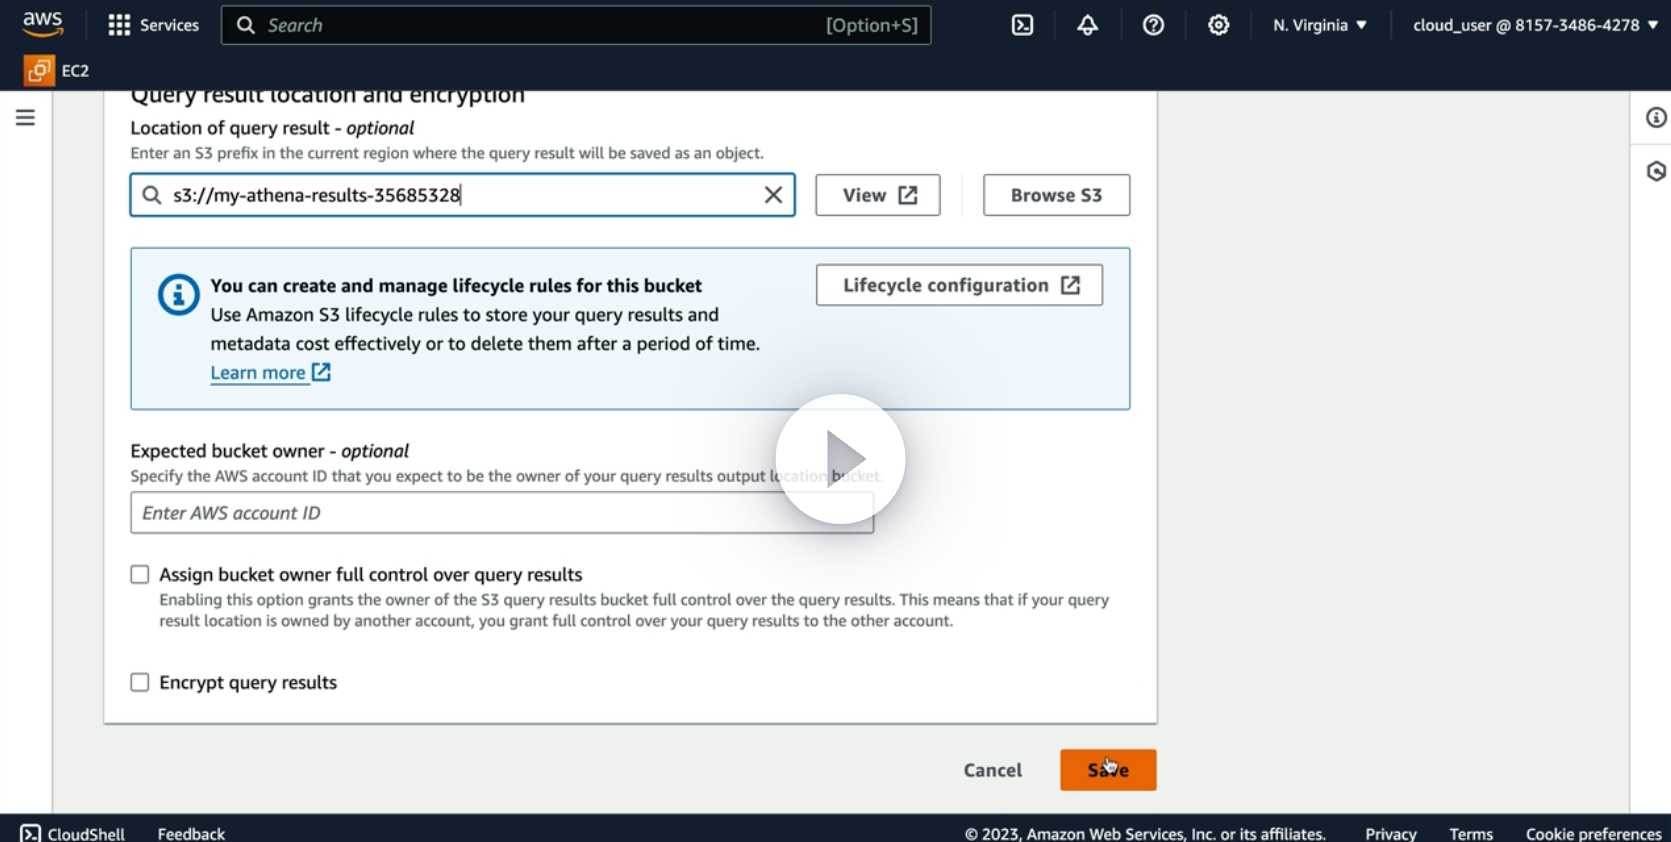 aws
Services
Search
[Option+S]
N. Virginia
cloud_user @ 8157-3486-4278
EC2
Query result location and encryption
Location of query result - optional
Enter an S3 prefix in the current region where the query result will be saved as an object.
s3://my-athena-results-35685328
View
Browse S3
You can create and manage lifecycle rules for this bucket
Lifecycle configuration
Use Amazon S3 lifecycle rules to store your query results and
metadata cost effectively or to delete them after a period of time.
Learn more
Expected bucket owner - optional
Specify the AWS account ID that you expect to be the owner of your query results output location bucket.
Enter AWS account ID
Assign bucket owner full control over query results
Enabling this option grants the owner of the S3 query results bucket full control over the query results. This means that if your query
result location is owned by another account, you grant full control over your query results to the other account.
Encrypt query results
Cancel
Save
CloudShell
Feedback
© 2023, Amazon Web Services, Inc. or its affiliates.
Privacy
Terms
Cookie preferences